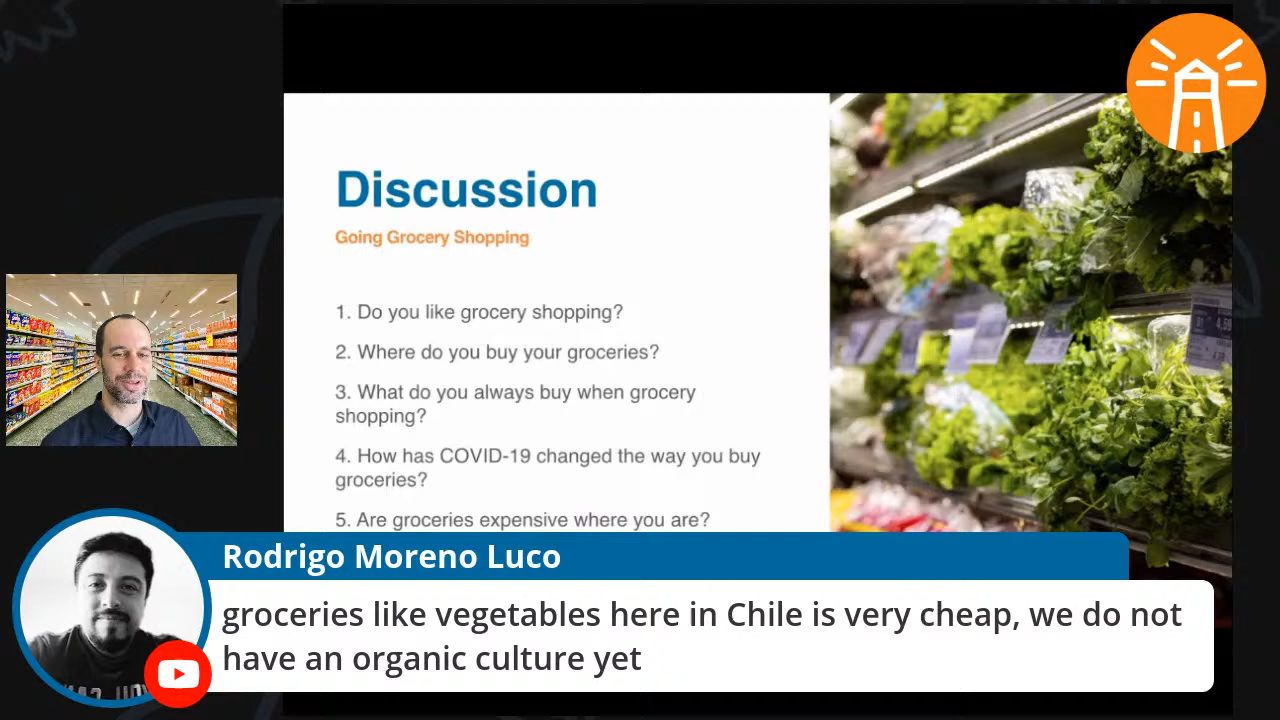 Discussion
Going Grocery Shopping
1. Do you like grocery shopping?
2. Where do you buy your groceries?
3. What do you always buy when grocery
shopping?
4. How has COVID-19 changed the way you buy
groceries?
5. Are groceries expensive where you are?
Rodrigo Moreno Luco
groceries like vegetables here in Chile is very cheap, we do not
have an organic culture yet